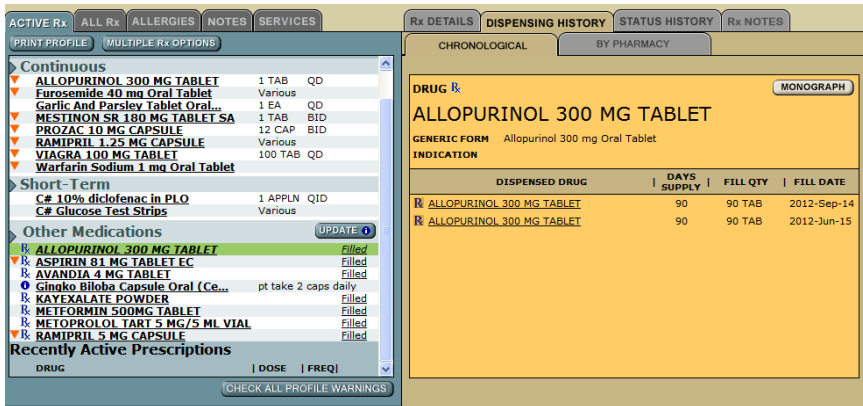 ACTIVE Rx ALL Rx ALLERGIES NOTES SERVICES
PRINT PROFILE MULTIPLE Rx OPTIONS
Continuous
ALLOPURINOL 300 MG TABLET 1 TAB QD
Furosemide 40 mg Oral Tablet Various
Garlic And Parsley Tablet Oral... 1 EA QD
MESTINON SR 180 MG TABLET SA 1 TAB BID
PROZAC 10 MG CAPSULE 12 CAP BID
RAMIPRIL 1.25 MG CAPSULE Various
VIAGRA 100 MG TABLET 100 TAB QD
Warfarin Sodium 1 mg Oral Tablet
Short-Term
C# 10% diclofenac in PLO 1 APPLN QID
C# Glucose Test Strips Various
Other Medications UPDATE
℞ ALLOPURINOL 300 MG TABLET Filled
℞ ASPIRIN 81 MG TABLET EC Filled
℞ AVANDIA 4 MG TABLET Filled
Gingko Biloba Capsule Oral (Ce... pt take 2 caps daily
℞ KAYEXALATE POWDER Filled
℞ METFORMIN 500MG TABLET Filled
℞ METOPROLOL TART 5 MG/5 ML VIAL Filled
℞ RAMIPRIL 5 MG CAPSULE Filled
Recently Active Prescriptions
DRUG | DOSE | FREQ|
CHECK ALL PROFILE WARNINGS
Rx DETAILS DISPENSING HISTORY STATUS HISTORY Rx NOTES
CHRONOLOGICAL BY PHARMACY
DRUG ℞ MONOGRAPH
ALLOPURINOL 300 MG TABLET
GENERIC FORM Allopurinol 300 mg Oral Tablet
INDICATION
DISPENSED DRUG | DAYS SUPPLY | FILL QTY | FILL DATE
℞ ALLOPURINOL 300 MG TABLET 90 90 TAB 2012-Sep-14
℞ ALLOPURINOL 300 MG TABLET 90 90 TAB 2012-Jun-15